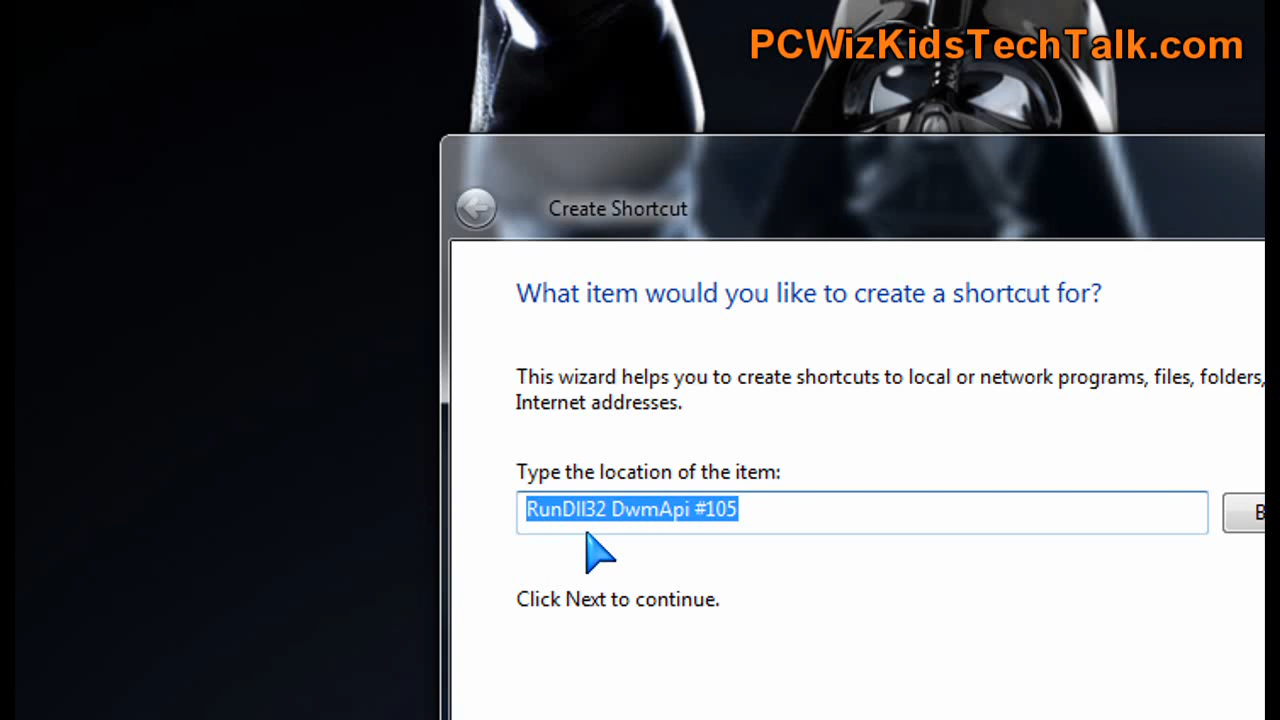 PCWizKidsTechTalk.com
Create Shortcut
What item would you like to create a shortcut for?
This wizard helps you to create shortcuts to local or network programs, files, folders,
Internet addresses.
Type the location of the item:
RunDll32 DwmApi #105
B
Click Next to continue.